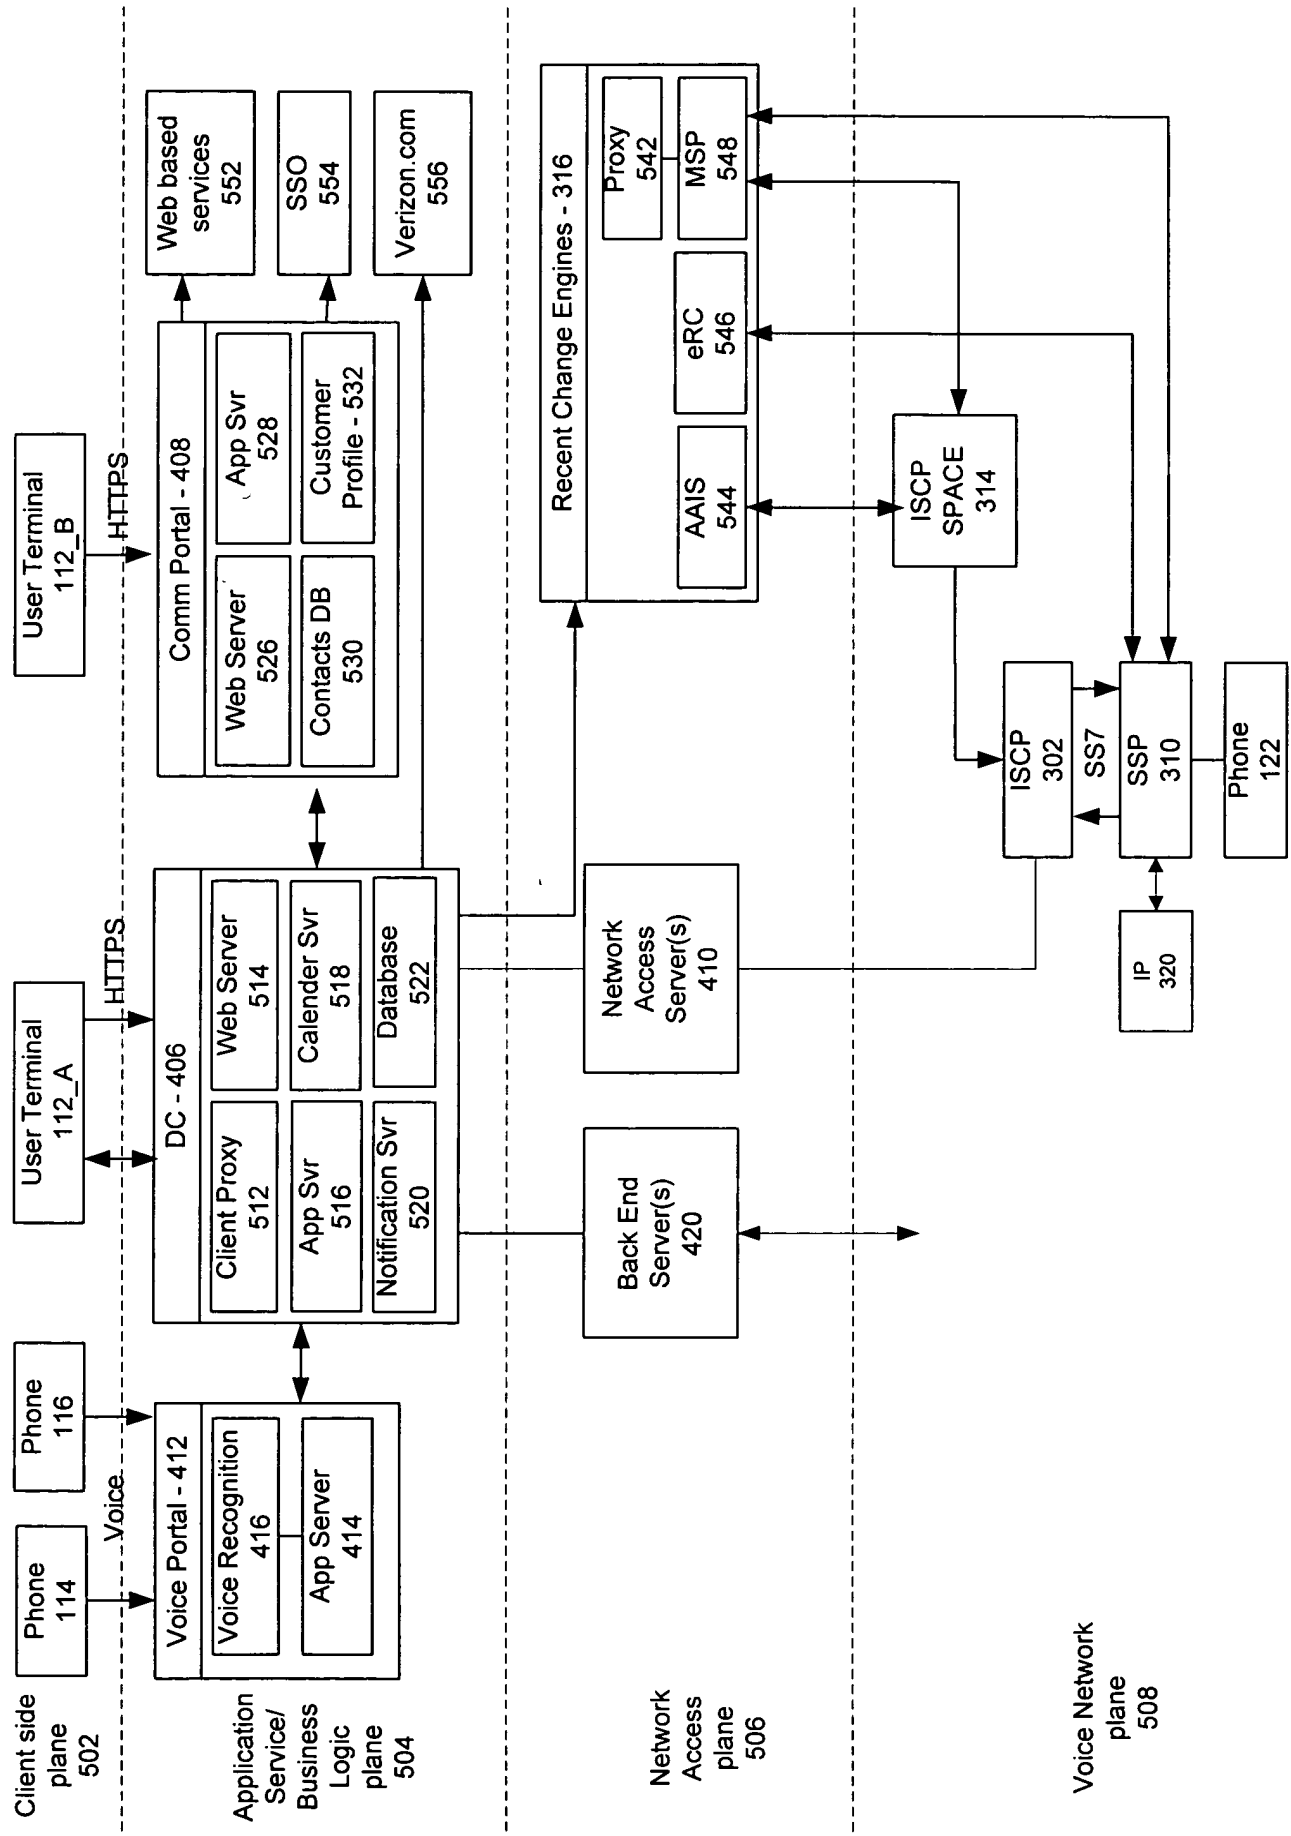 Client side
plane
502
Phone
114
Phone
116
User Terminal
112_A
User Terminal
112_B
Voice
HTTPS
HTTPS
Application
Service/
Business
Logic
plane
504
Voice Portal - 412
Voice Recognition
416
App Server
414
DC - 406
Client Proxy
512
Web Server
514
App Svr
516
Calender Svr
518
Notification Svr
520
Database
522
Comm Portal - 408
Web Server
526
App Svr
528
Contacts DB
530
Customer
Profile - 532
Web based
services
552
SSO
554
Verizon.com
556
Network
Access
plane
506
Back End
Server(s)
420
Network
Access
Server(s)
410
Recent Change Engines - 316
Proxy
542
AAIS
544
eRC
546
MSP
548
Voice Network
plane
508
ISCP
SPACE
314
ISCP
302
SS7
SSP
310
IP
320
Phone
122